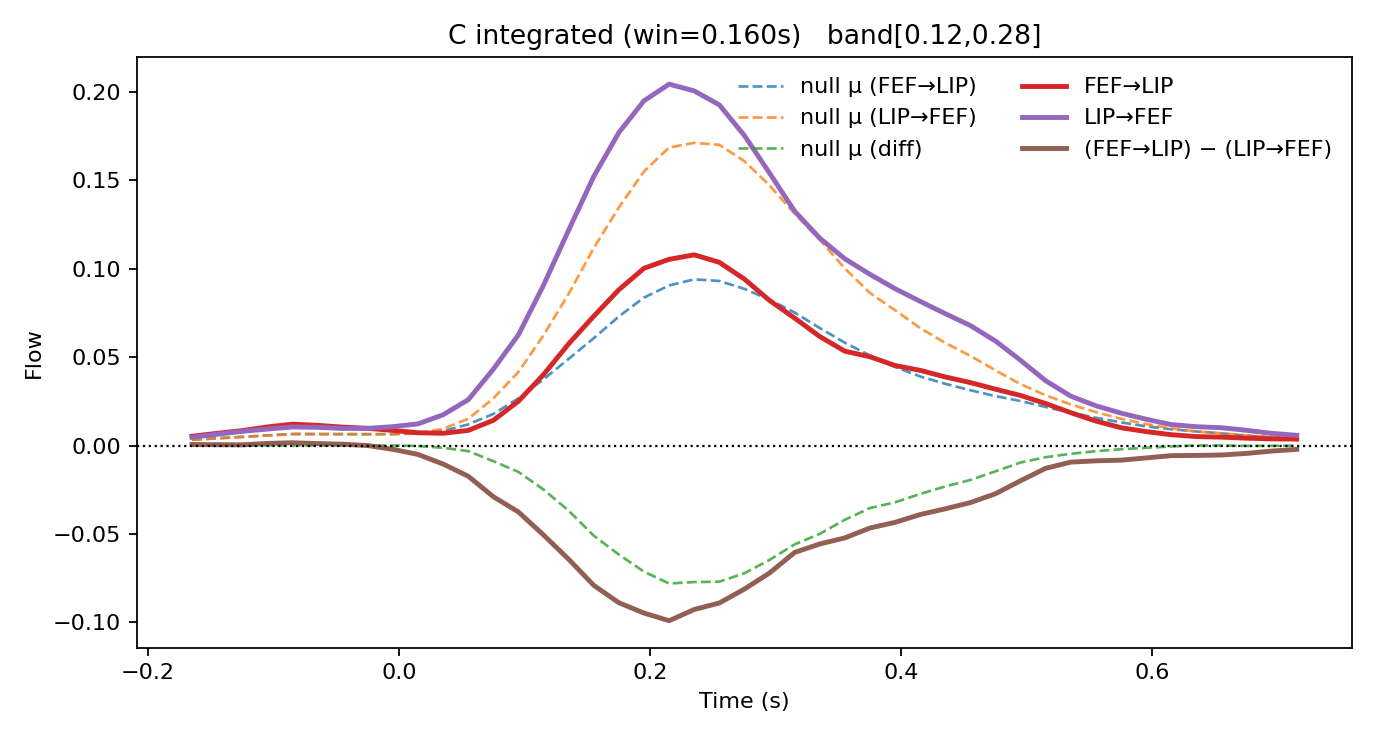 C integrated (win=0.160s)   band[0.12,0.28]
null μ (FEF→LIP)
null μ (LIP→FEF)
null μ (diff)
FEF→LIP
LIP→FEF
(FEF→LIP) − (LIP→FEF)
Flow
0.20
0.15
0.10
0.05
0.00
−0.05
−0.10
−0.2
0.0
0.2
0.4
0.6
Time (s)